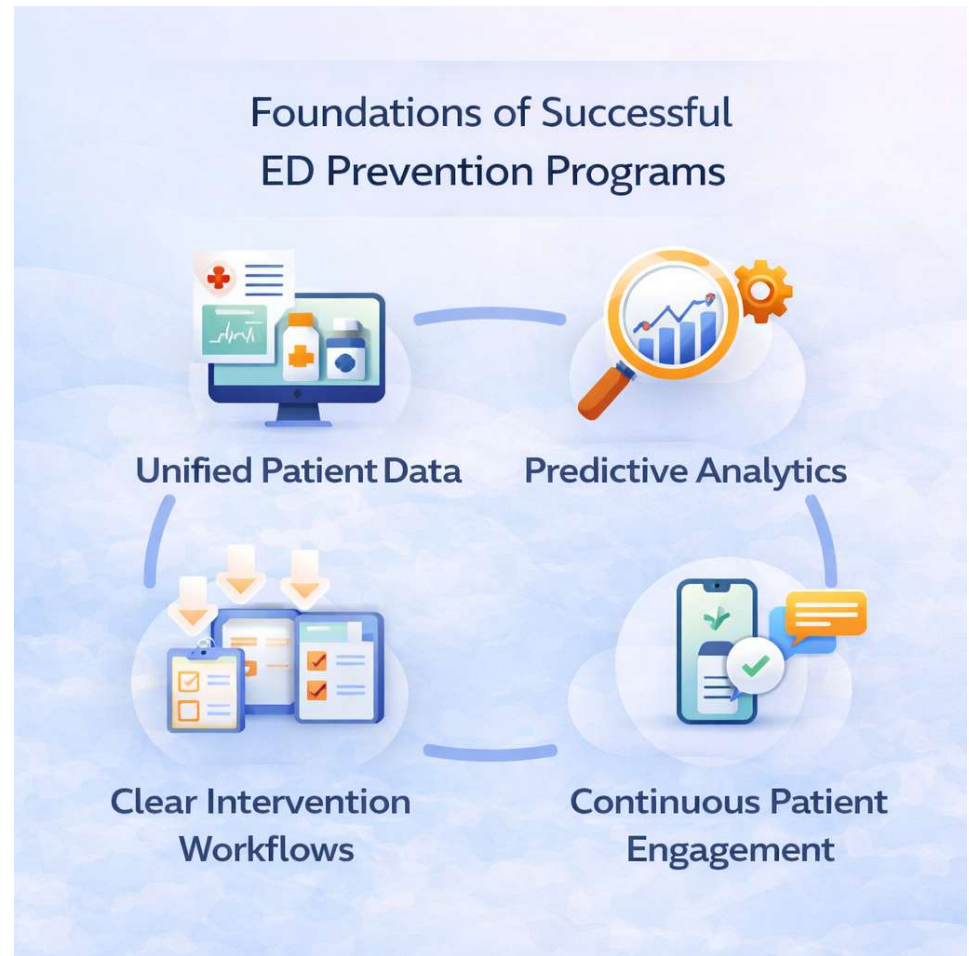 Foundations of Successful
ED Prevention Programs
Unified Patient Data
Predictive Analytics
Clear Intervention
Workflows
Continuous Patient
Engagement